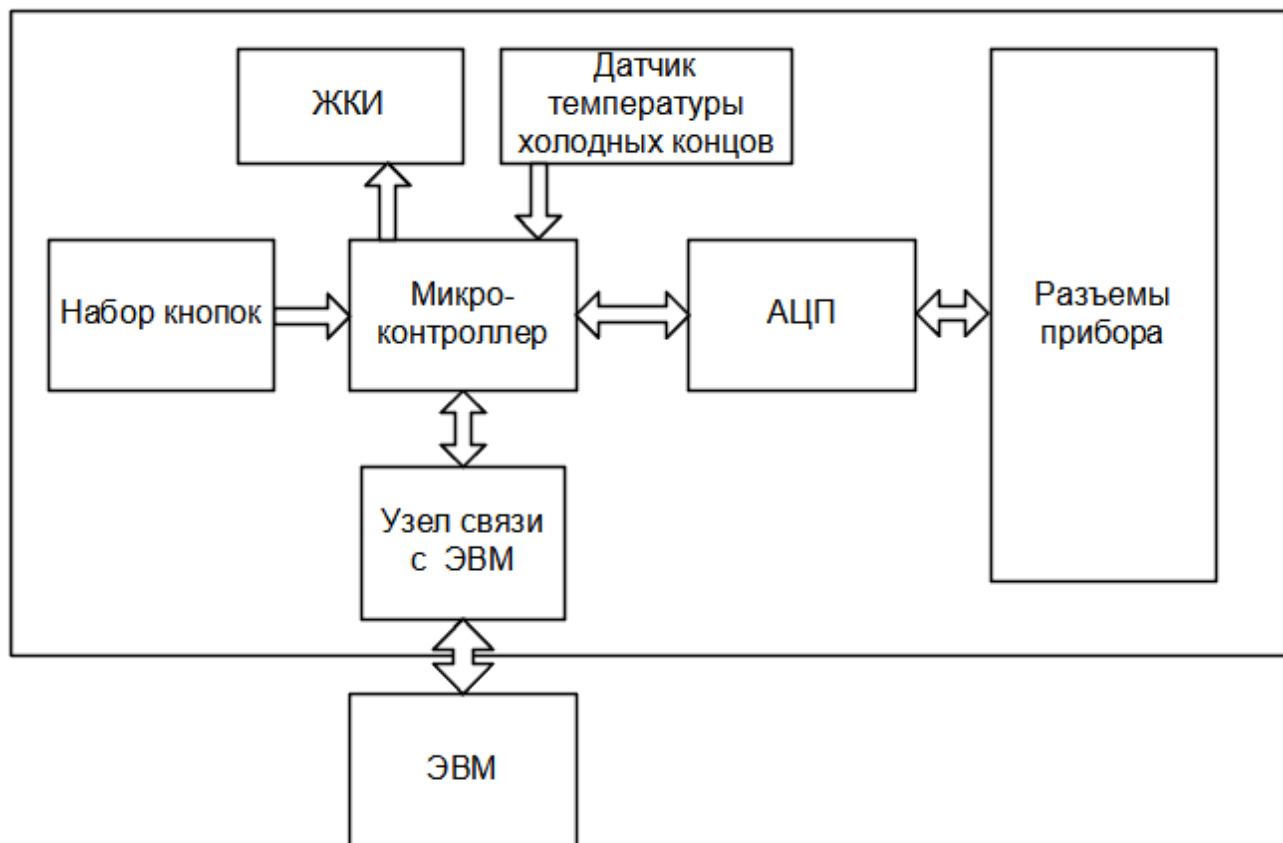 ЖКИ
Датчик
температуры
холодных концов
Набор кнопок
Микро-
контроллер
АЦП
Разъемы
прибора
Узел связи
с ЭВМ
ЭВМ